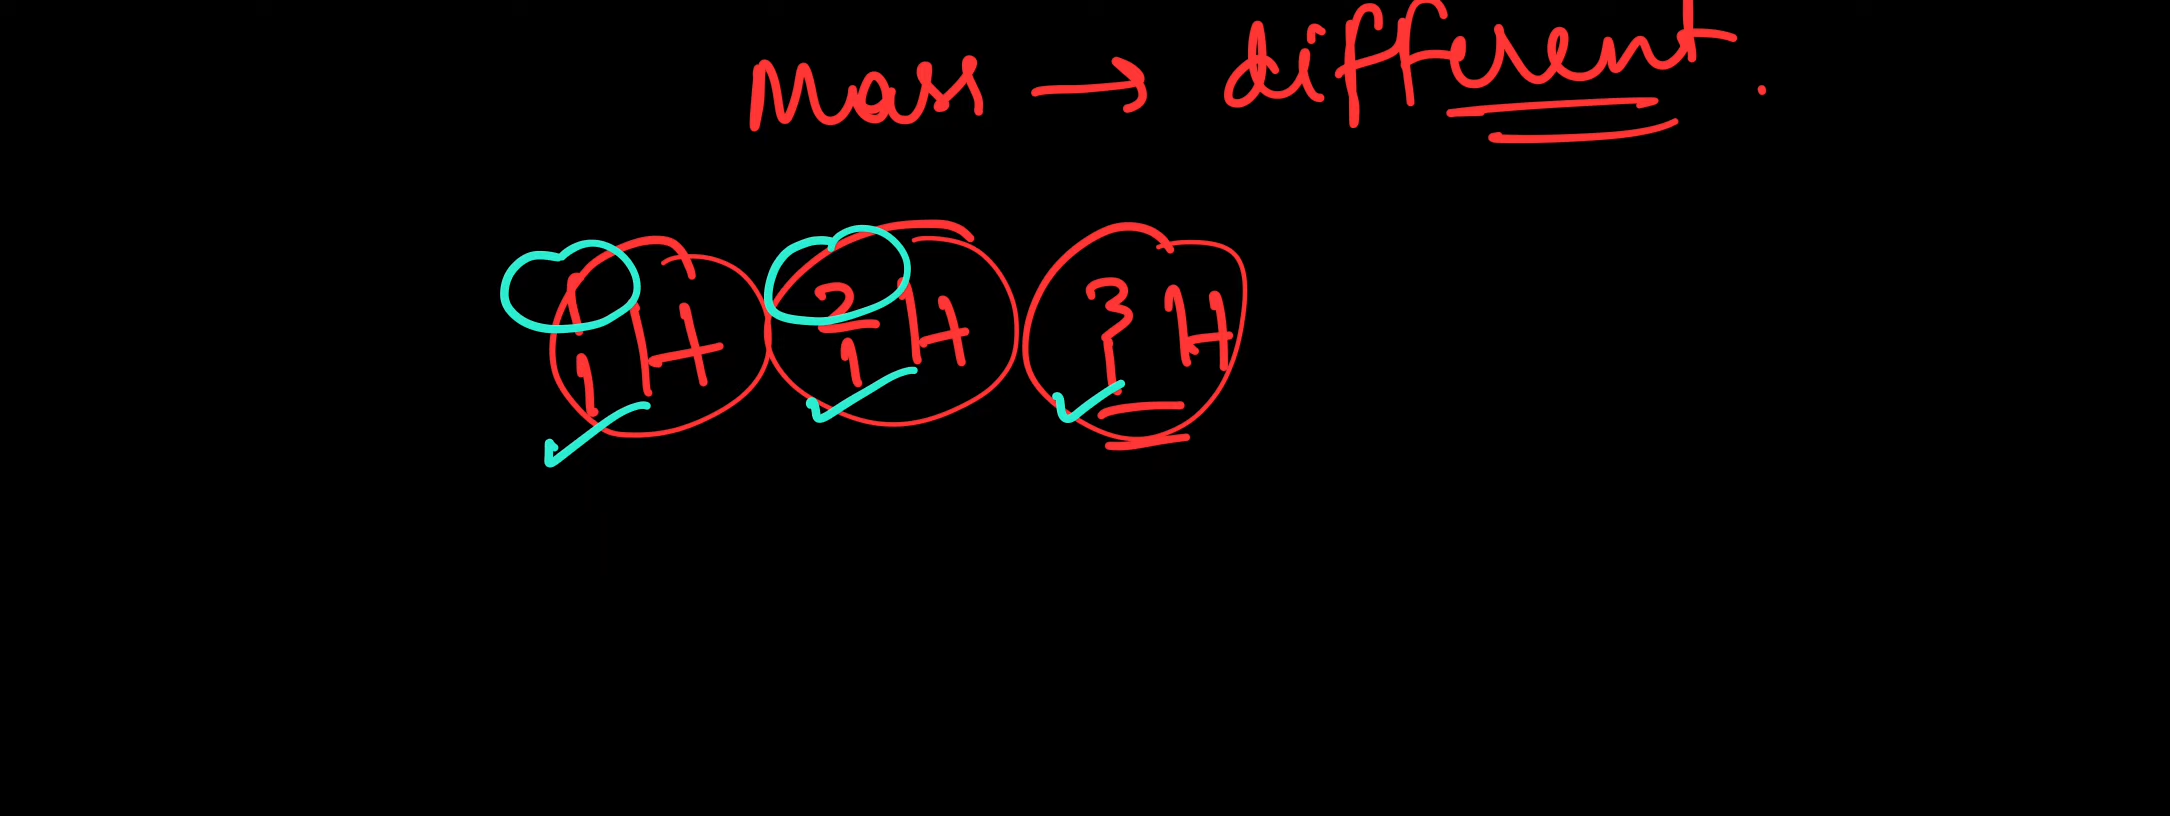 Mass → different.
¹₁H ²₁H ³₁H